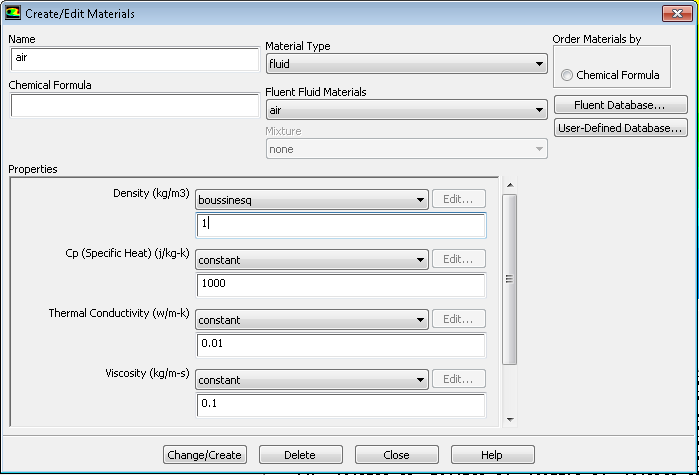 Create/Edit Materials
Name
air
Material Type
fluid
Order Materials by
Chemical Formula
Chemical Formula
Fluent Fluid Materials
air
Fluent Database...
User-Defined Database...
Mixture
none
Properties
Density (kg/m3) boussinesq Edit...
1
Cp (Specific Heat) (j/kg-k) constant Edit...
1000
Thermal Conductivity (w/m-k) constant Edit...
0.01
Viscosity (kg/m-s) constant Edit...
0.1
Change/Create Delete Close Help